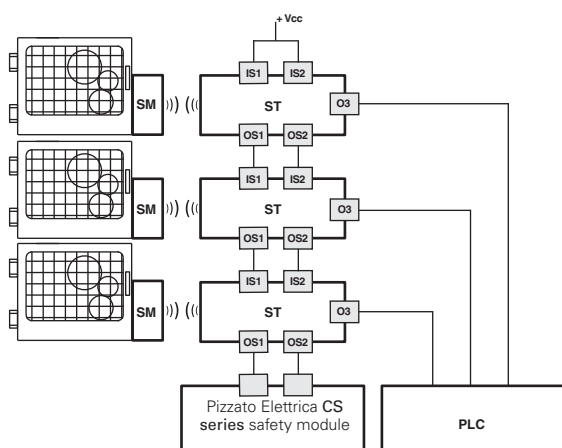 + Vcc
IS1 IS2
SM ST O3
OS1 OS2
IS1 IS2
SM ST O3
OS1 OS2
IS1 IS2
SM ST O3
OS1 OS2
Pizzato Elettrica CS
series safety module
PLC